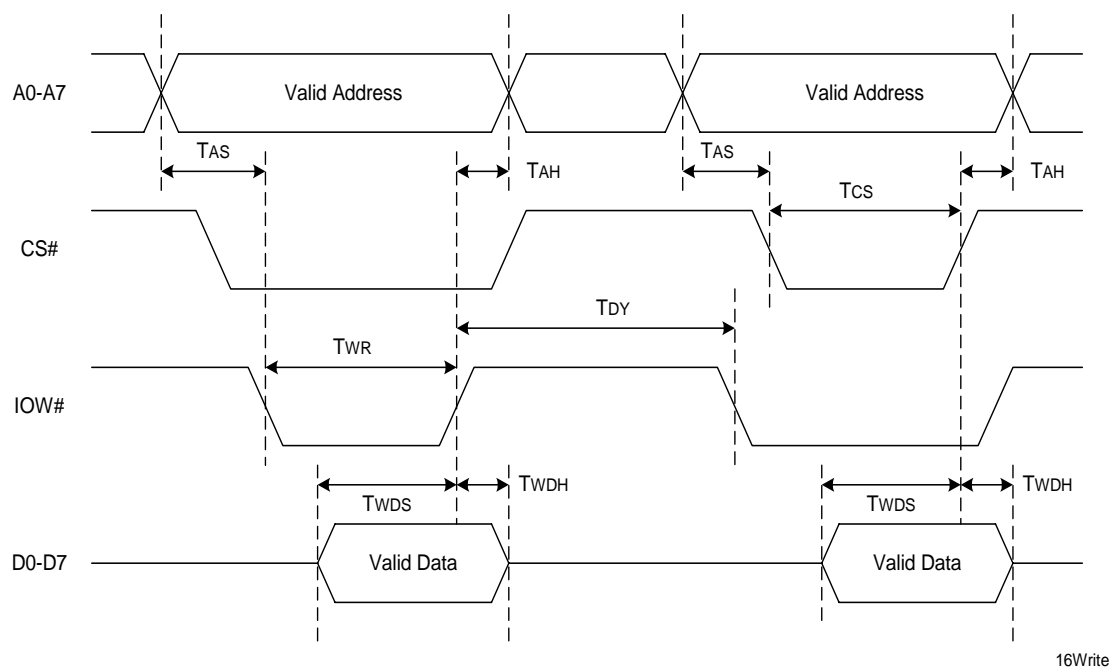 A0-A7
Valid Address
Valid Address
TAS
TAH
TAS
TAH
TCS
CS#
TDY
TWR
IOW#
TWDS
TWDH
TWDS
TWDH
D0-D7
Valid Data
Valid Data
16Write